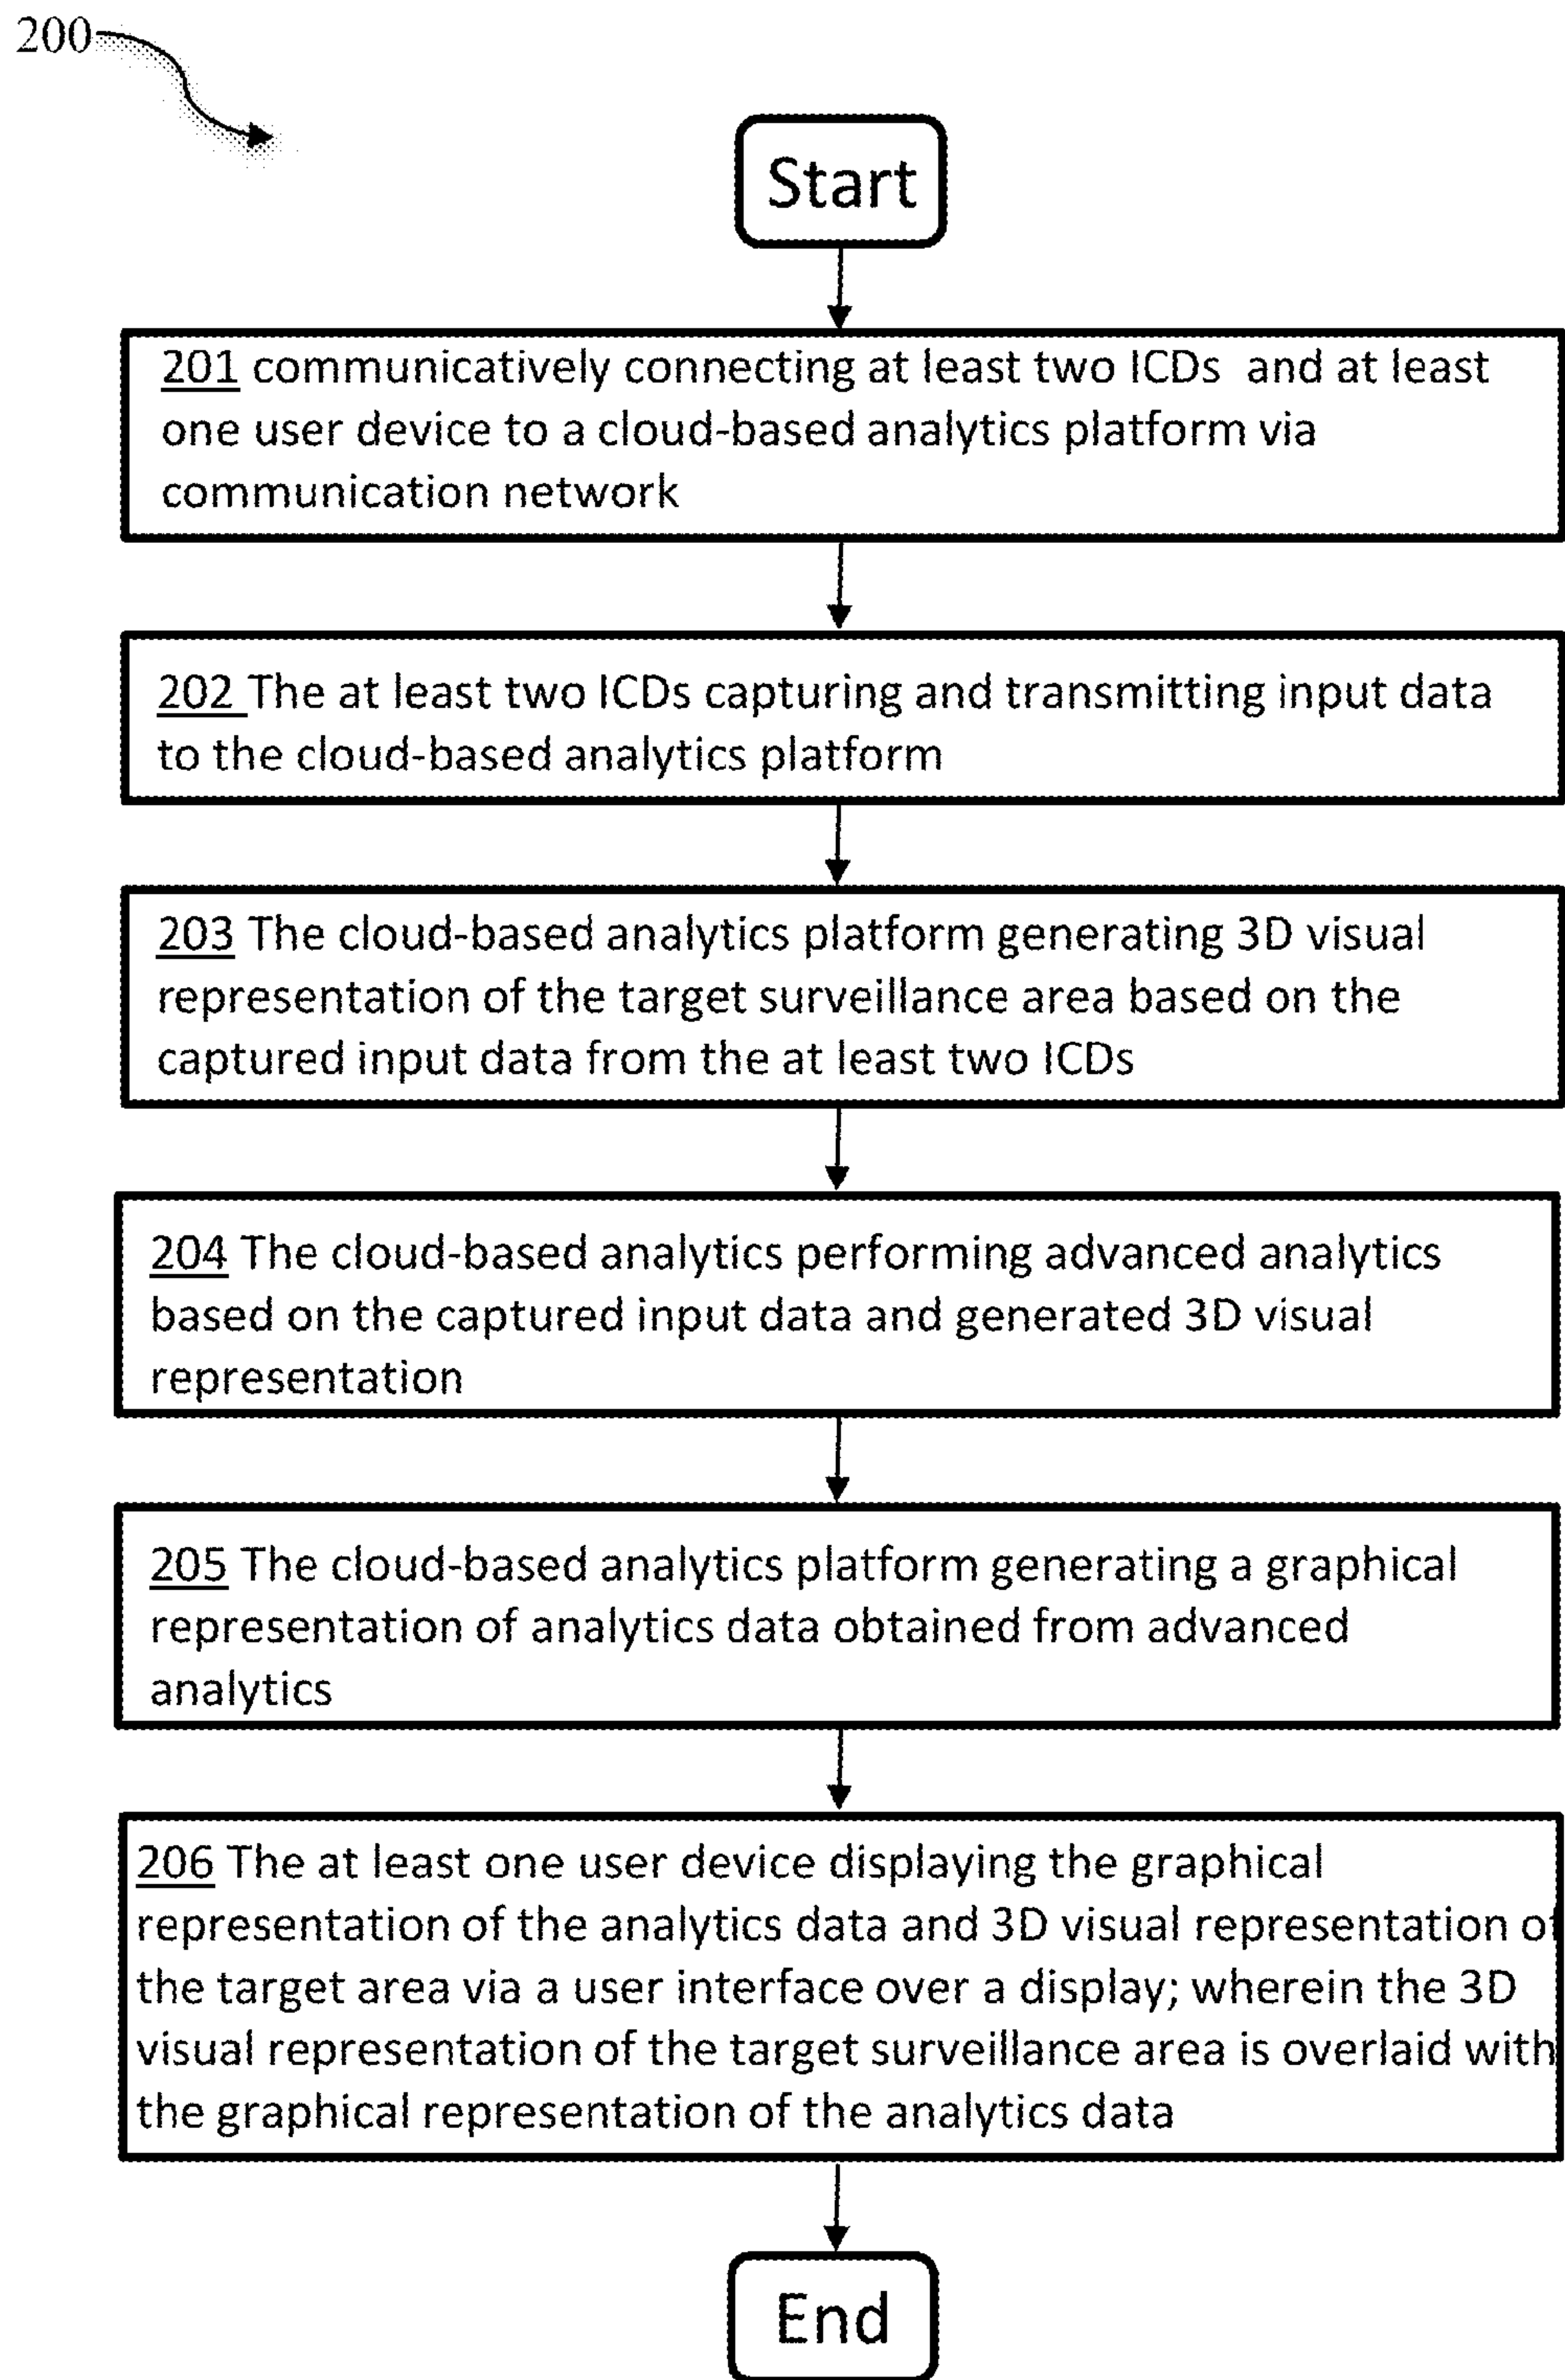 200
Start
201 communicatively connecting at least two ICDs and at least
one user device to a cloud-based analytics platform via
communication network
202 The at least two ICDs capturing and transmitting input data
to the cloud-based analytics platform
203 The cloud-based analytics platform generating 3D visual
representation of the target surveillance area based on the
captured input data from the at least two ICDs
204 The cloud-based analytics performing advanced analytics
based on the captured input data and generated 3D visual
representation
205 The cloud-based analytics platform generating a graphical
representation of analytics data obtained from advanced
analytics
206 The at least one user device displaying the graphical
representation of the analytics data and 3D visual representation of
the target area via a user interface over a display; wherein the 3D
visual representation of the target surveillance area is overlaid with
the graphical representation of the analytics data
End